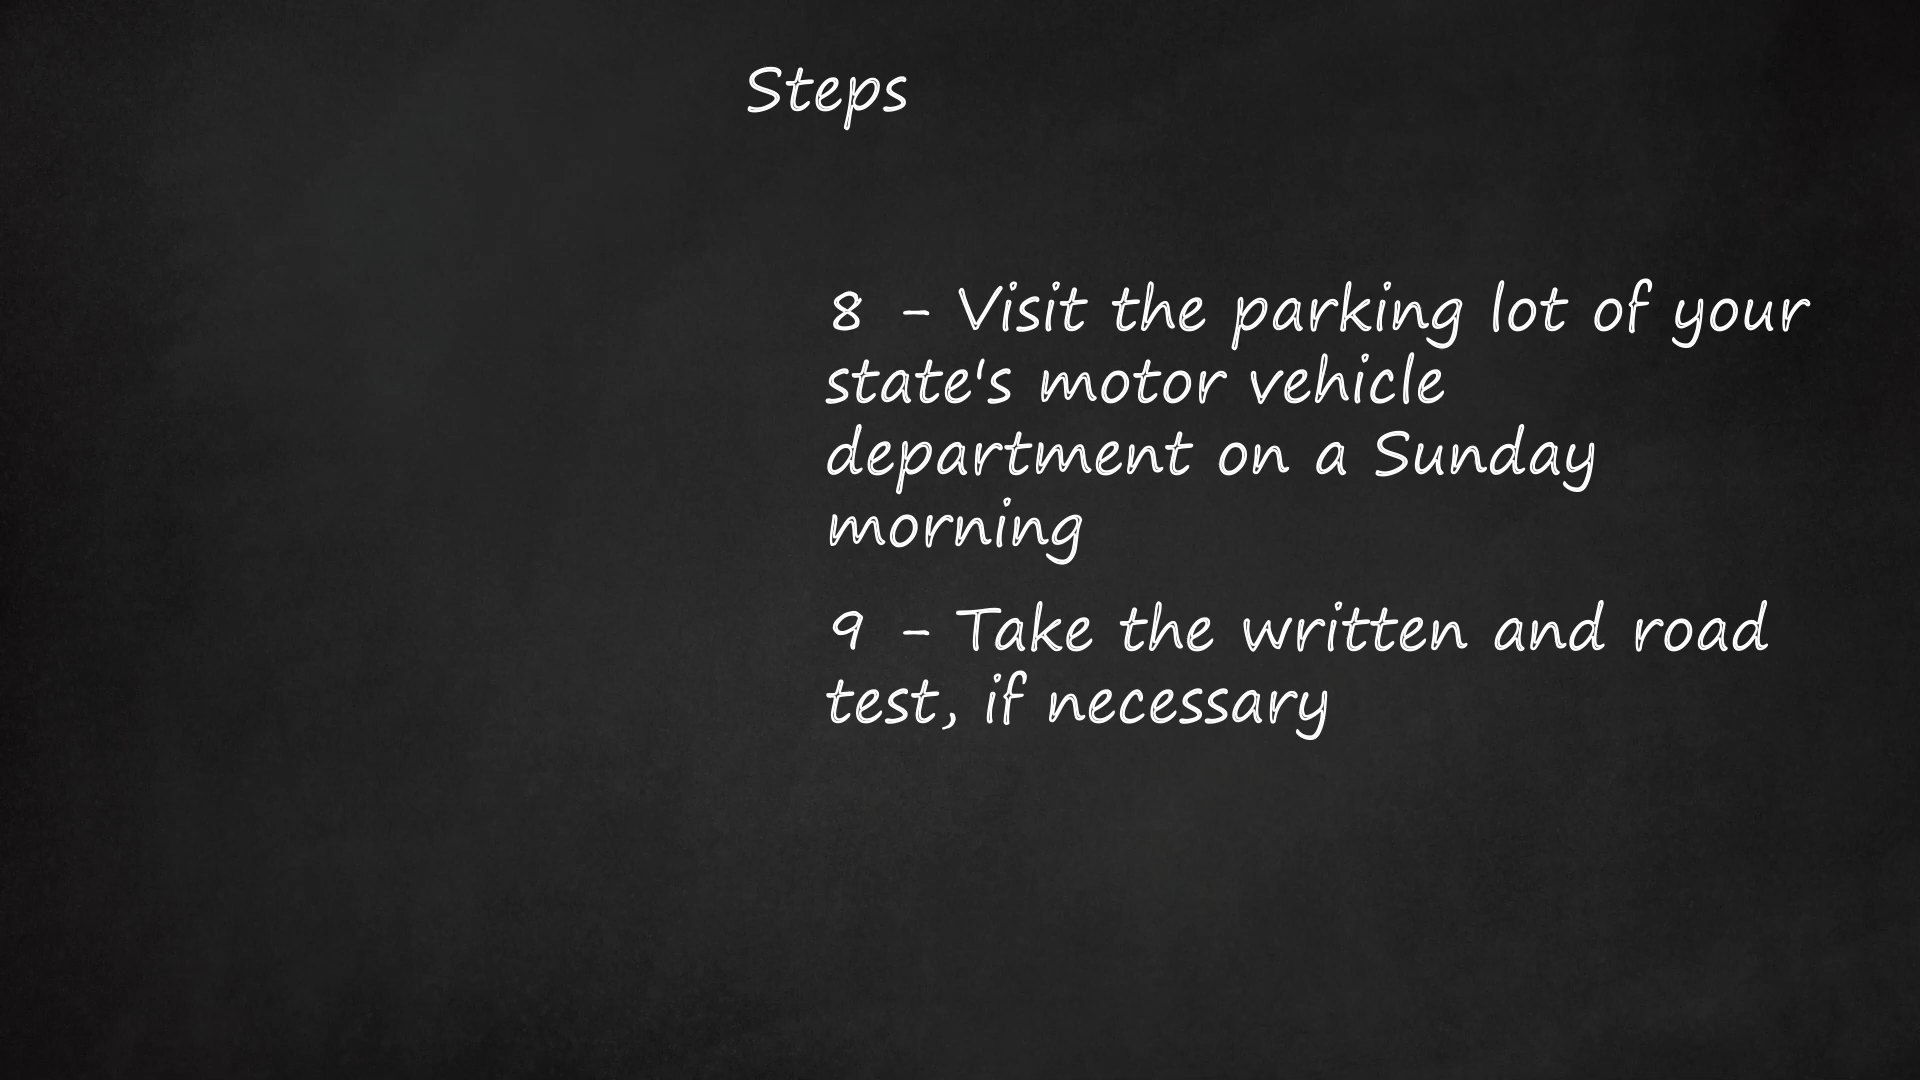 Steps
8 - Visit the parking lot of your
state's motor vehicle
department on a Sunday
morning
9 - Take the written and road
test, if necessary